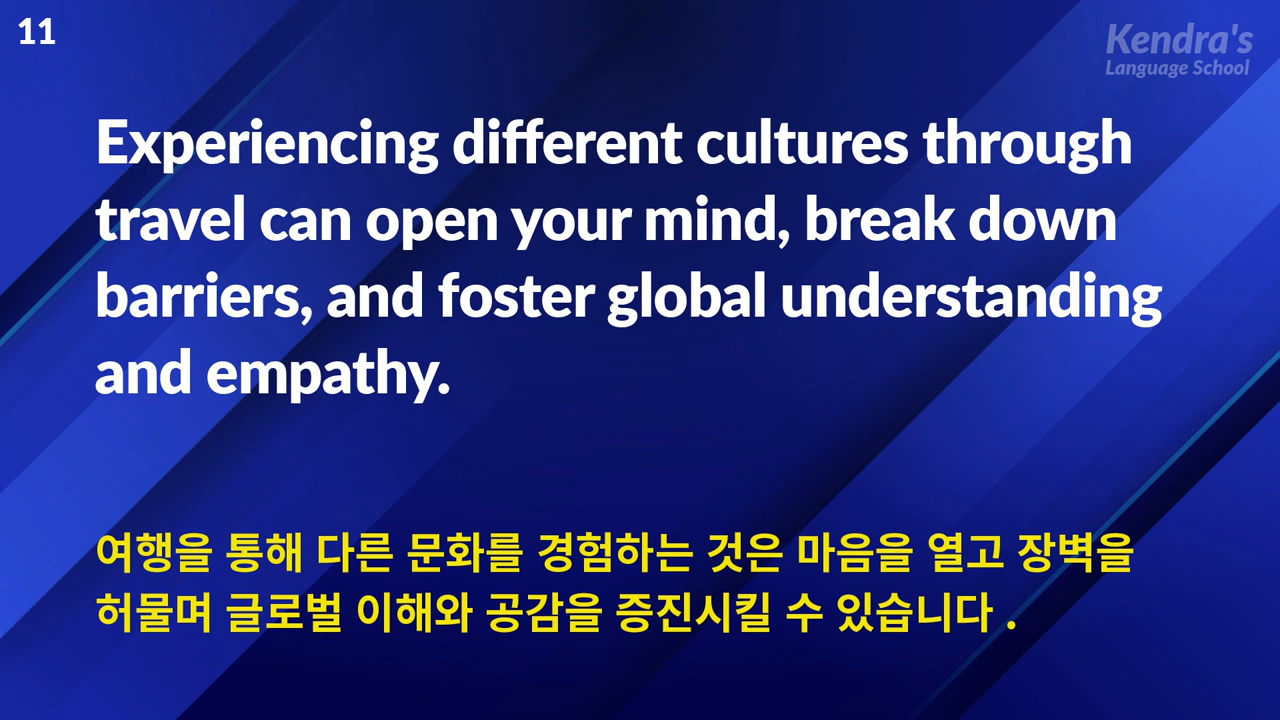 11
Kendra's
Language School
Experiencing different cultures through
travel can open your mind, break down
barriers, and foster global understanding
and empathy.
여행을 통해 다른 문화를 경험하는 것은 마음을 열고 장벽을
허물며 글로벌 이해와 공감을 증진시킬 수 있습니다 .